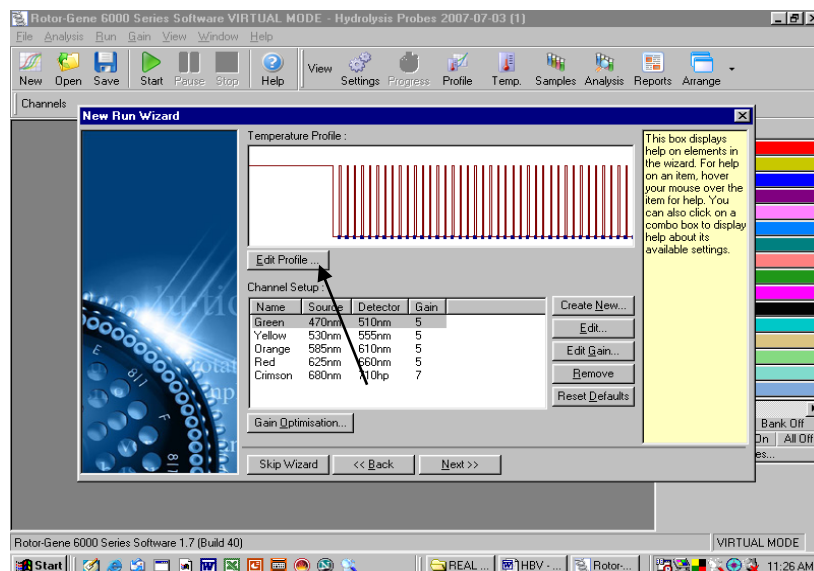 Rotor-Gene 6000 Series Software VIRTUAL MODE - Hydrolysis Probes 2007-07-03 (1)
File Analysis Run Gain View Window Help
New Open Save Start Pause Stop Help View Settings Progress Profile Temp. Samples Analysis Reports Arrange
Channels
New Run Wizard
Temperature Profile :
This box displays
help on elements in
the wizard. For help
on an item, hover
your mouse over the
item for help. You
can also click on a
combo box to display
help about its
available settings.
Edit Profile ...
Channel Setup :
Name Source Detector Gain
Green 470nm 510nm 5
Yellow 530nm 555nm 5
Orange 585nm 610nm 5
Red 625nm 660nm 5
Crimson 680nm 710hp 7
Create New...
Edit...
Edit Gain...
Remove
Reset Defaults
Gain Optimisation...
Bank Off
On All Off
es...
Skip Wizard << Back Next >>
Rotor-Gene 6000 Series Software 1.7 (Build 40) VIRTUAL MODE
Start REAL ... HBV - ... Rotor-... 11:26 AM